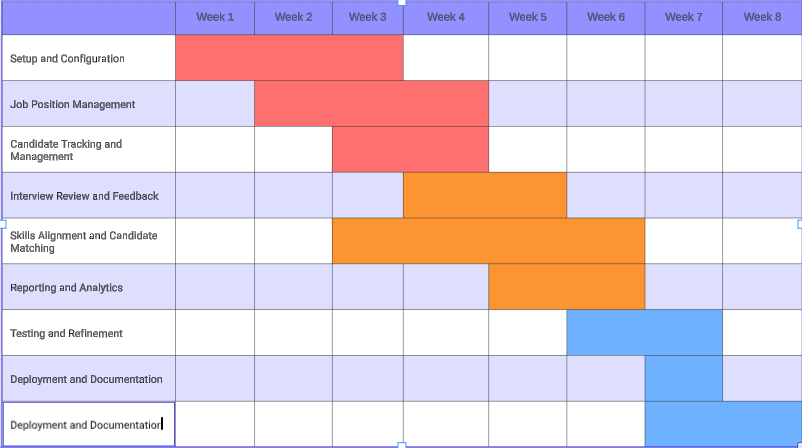 Week 1 Week 2 Week 3 Week 4 Week 5 Week 6 Week 7 Week 8
Setup and Configuration
Job Position Management
Candidate Tracking and
Management
Interview Review and Feedback
Skills Alignment and Candidate
Matching
Reporting and Analytics
Testing and Refinement
Deployment and Documentation
Deployment and Documentation